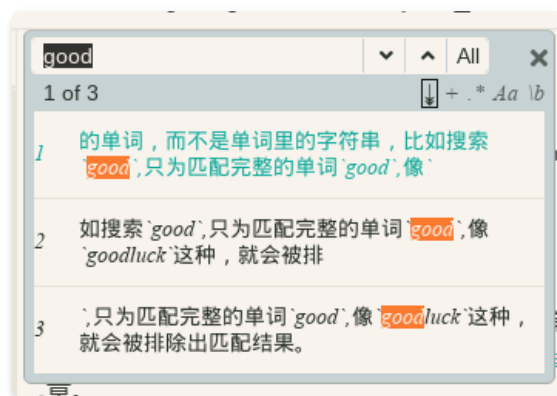 good
All
1 of 3
+ .* Aa \b
1
的单词，而不是单词里的字符串，比如搜索
`good`,只为匹配完整的单词`good`,像`
2
如搜索`good`,只为匹配完整的单词`good`,像
`goodluck`这种，就会被排
3
`,只为匹配完整的单词`good`,像`goodluck`这种，
就会被排除出匹配结果。